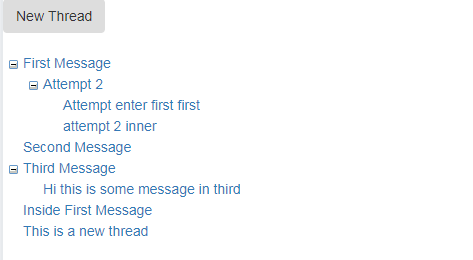 New Thread
First Message
Attempt 2
Attempt enter first first
attempt 2 inner
Second Message
Third Message
Hi this is some message in third
Inside First Message
This is a new thread